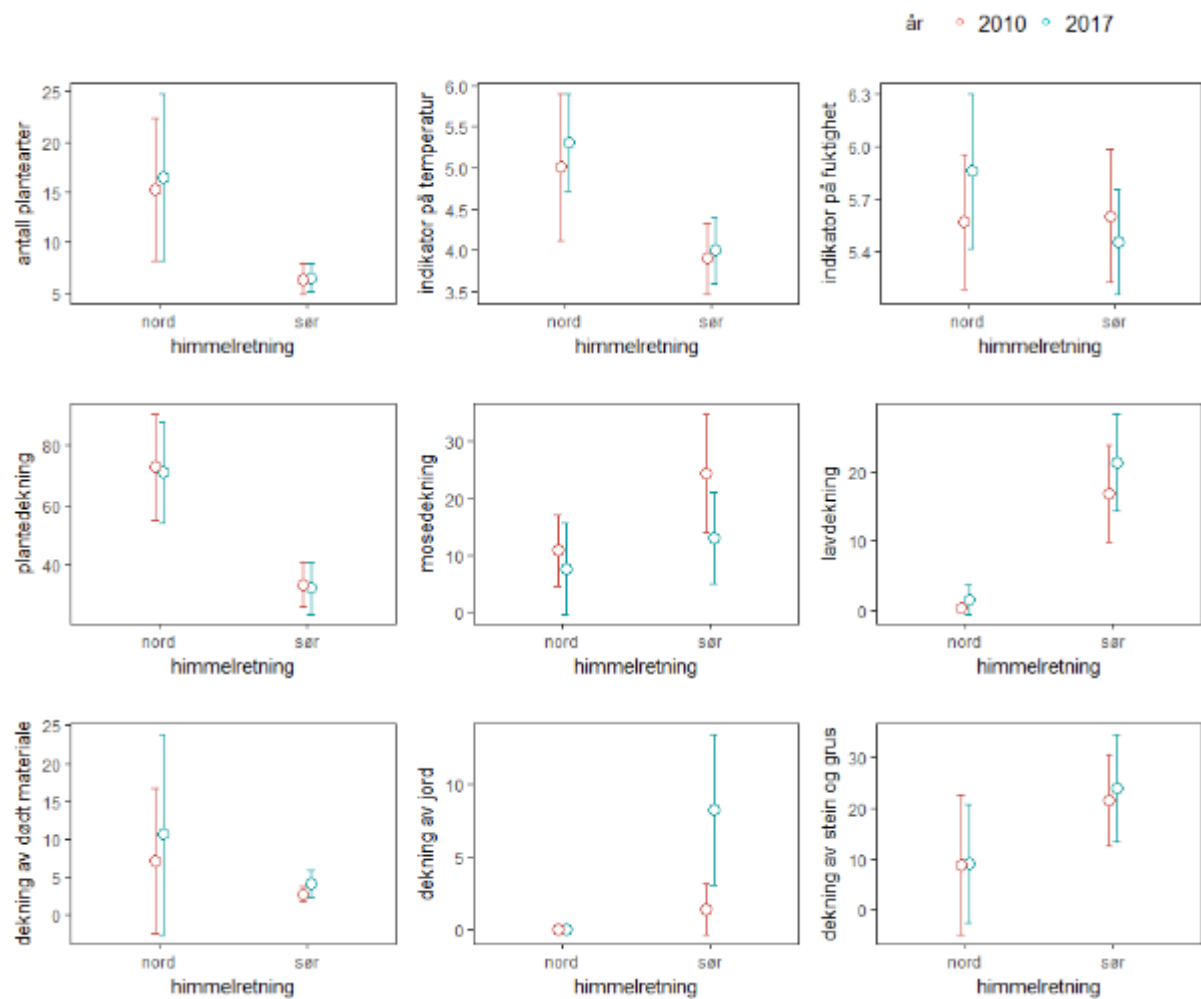 år 2010 2017
antall plantearter
25
20
15
10
5
nord sør
himmelretning
indikator på temperatur
6.0
5.5
5.0
4.5
4.0
3.5
nord sør
himmelretning
indikator på fuktighet
6.3
6.0
5.7
5.4
nord sør
himmelretning
plantedekning
80
60
40
nord sør
himmelretning
mosedekning
30
20
10
0
nord sør
himmelretning
lavdekning
20
10
0
nord sør
himmelretning
dekning av dødt materiale
25
20
15
10
5
0
nord sør
himmelretning
dekning av jord
10
5
0
nord sør
himmelretning
dekning av stein og grus
30
20
10
0
nord sør
himmelretning